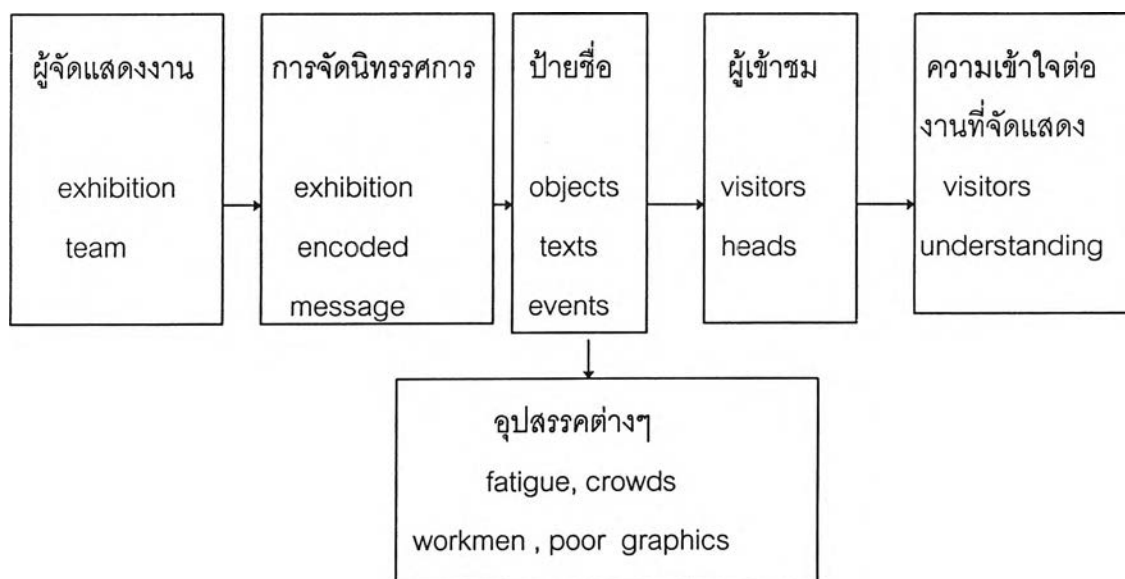 ผู้จัดแสดงงาน
exhibition
team
การจัดนิทรรศการ
exhibition
encoded
message
ป้ายชื่อ
objects
texts
events
ผู้เข้าชม
visitors
heads
ความเข้าใจต่อ
งานที่จัดแสดง
visitors
understanding
อุปสรรคต่างๆ
fatigue, crowds
workmen , poor graphics